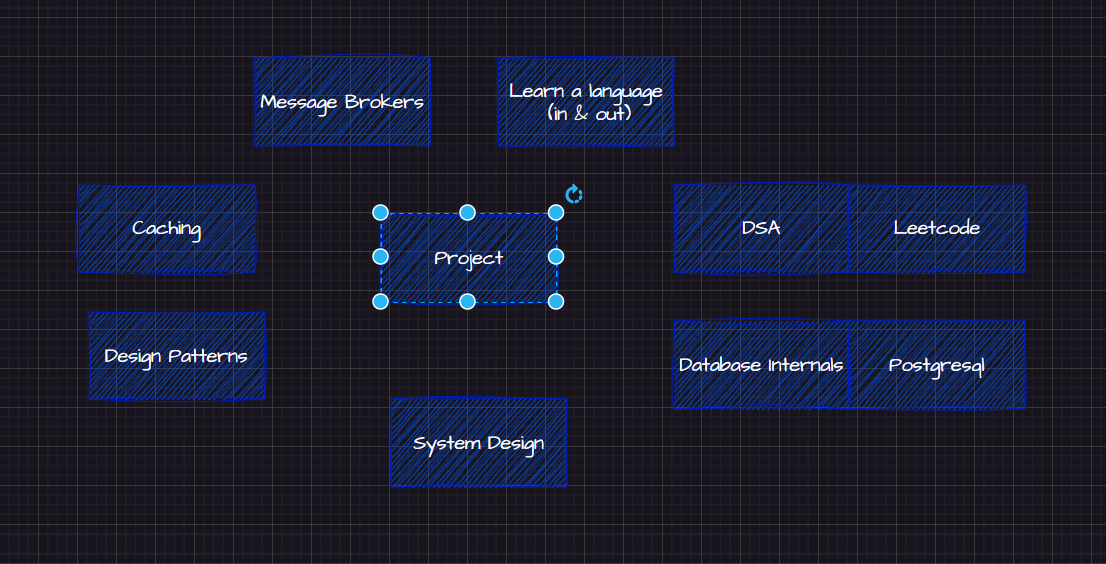 Message Brokers
Learn a language
(in & out)
Caching
Project
DSA
Leetcode
Design Patterns
Database Internals
Postgresql
System Design